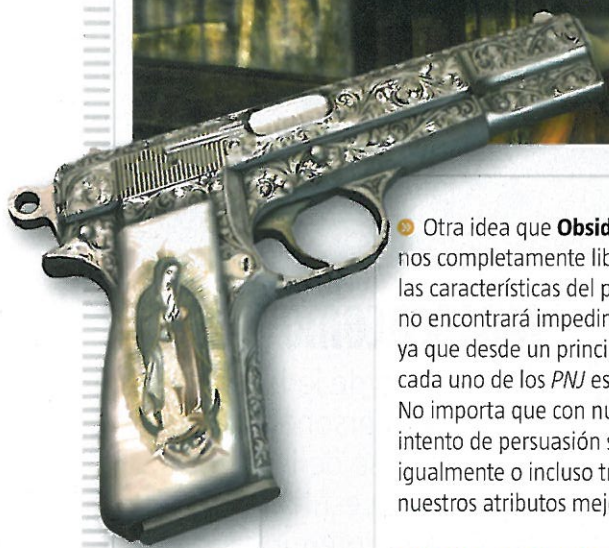 Otra idea que Obsid
nos completamente lib
las características del p
no encontrará impedir
ya que desde un princi
cada uno de los PNJ es
No importa que con nu
intento de persuasión s
igualmente o incluso tr
nuestros atributos mej